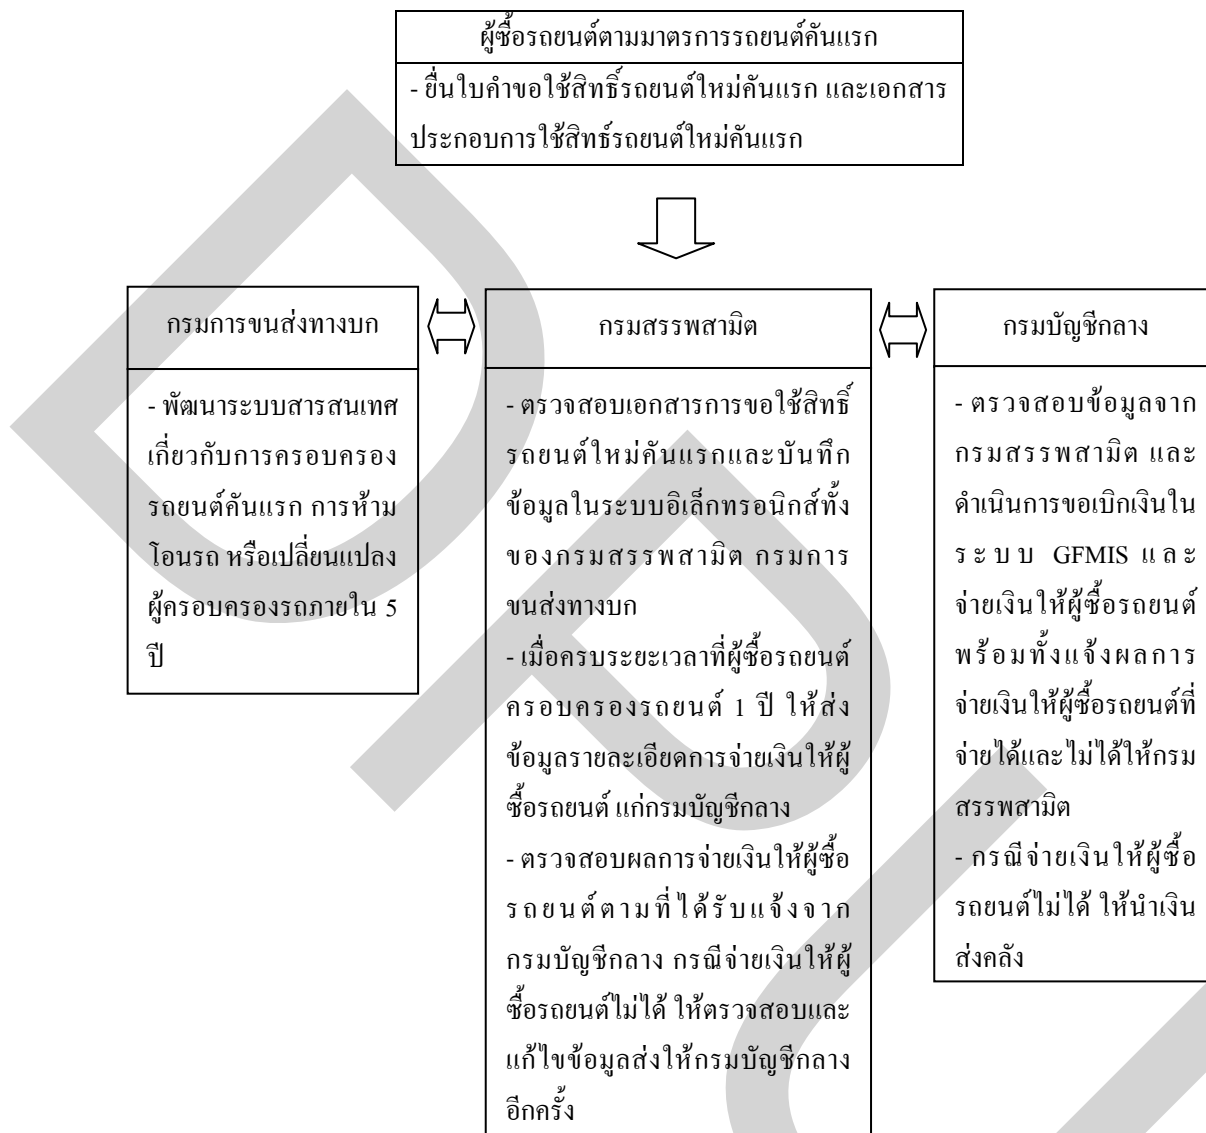 ผู้ซื้อรถยนต์ตามมาตรการรถยนต์คันแรก
- ยื่นใบคำขอใช้สิทธิ์รถยนต์ใหม่คันแรก และเอกสาร
ประกอบการใช้สิทธ์รถยนต์ใหม่คันแรก
กรมการขนส่งทางบก
- พัฒนาระบบสารสนเทศ
เกี่ยวกับการครอบครอง
รถยนต์คันแรก การห้าม
โอนรถ หรือเปลี่ยนแปลง
ผู้ครอบครองรถภายใน 5
ปี
กรมสรรพสามิต
- ตรวจสอบเอกสารการขอใช้สิทธิ์
รถยนต์ใหม่คันแรกและบันทึก
ข้อมูลในระบบอิเล็กทรอนิกส์ทั้ง
ของกรมสรรพสามิต กรมการ
ขนส่งทางบก
- เมื่อครบระยะเวลาที่ผู้ซื้อรถยนต์
ครอบครองรถยนต์ 1 ปี ให้ส่ง
ข้อมูลรายละเอียดการจ่ายเงินให้ผู้
ซื้อรถยนต์ แก่กรมบัญชีกลาง
- ตรวจสอบผลการจ่ายเงินให้ผู้ซื้อ
รถยนต์ตามที่ได้รับแจ้งจาก
กรมบัญชีกลาง กรณีจ่ายเงินให้ผู้
ซื้อรถยนต์ไม่ได้ ให้ตรวจสอบและ
แก้ไขข้อมูลส่งให้กรมบัญชีกลาง
อีกครั้ง
กรมบัญชีกลาง
- ตรวจสอบข้อมูลจาก
กรมสรรพสามิต และ
ดำเนินการขอเบิกเงินใน
ระบบ GFMIS และ
จ่ายเงินให้ผู้ซื้อรถยนต์
พร้อมทั้งแจ้งผลการ
จ่ายเงินให้ผู้ซื้อรถยนต์ที่
จ่ายได้และไม่ได้ให้กรม
สรรพสามิต
- กรณีจ่ายเงินให้ผู้ซื้อ
รถยนต์ไม่ได้ ให้นำเงิน
ส่งคลัง